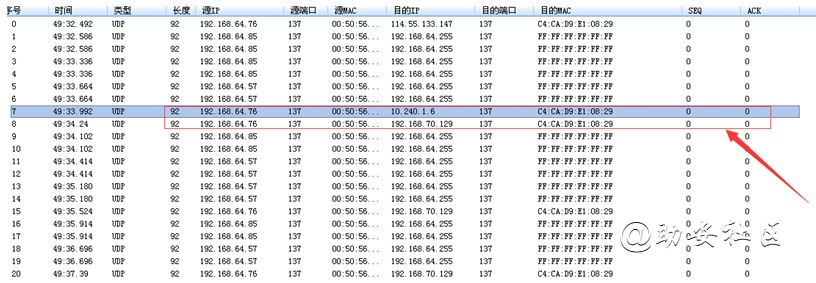 序号 时间 类型 长度 源IP 源端口 源MAC 目的IP 目的端口 目的MAC SEQ ACK
0 49:32.492 UDP 92 192.168.64.76 137 00:50:56... 114.55.133.147 137 C4:CA:D9:E1:08:29 0 0
1 49:32.586 UDP 92 192.168.64.85 137 00:50:56... 192.168.64.255 137 FF:FF:FF:FF:FF:FF 0 0
2 49:32.586 UDP 92 192.168.64.85 137 00:50:56... 192.168.64.255 137 FF:FF:FF:FF:FF:FF 0 0
3 49:33.336 UDP 92 192.168.64.85 137 00:50:56... 192.168.64.255 137 FF:FF:FF:FF:FF:FF 0 0
4 49:33.336 UDP 92 192.168.64.85 137 00:50:56... 192.168.64.255 137 FF:FF:FF:FF:FF:FF 0 0
5 49:33.664 UDP 92 192.168.64.57 137 00:50:56... 192.168.64.255 137 FF:FF:FF:FF:FF:FF 0 0
6 49:33.664 UDP 92 192.168.64.57 137 00:50:56... 192.168.64.255 137 FF:FF:FF:FF:FF:FF 0 0
7 49:33.992 UDP 92 192.168.64.76 137 00:50:56... 10.240.1.6 137 C4:CA:D9:E1:08:29 0 0
8 49:34.24 UDP 92 192.168.64.76 137 00:50:56... 192.168.70.129 137 C4:CA:D9:E1:08:29 0 0
9 49:34.102 UDP 92 192.168.64.85 137 00:50:56... 192.168.64.255 137 FF:FF:FF:FF:FF:FF 0 0
10 49:34.102 UDP 92 192.168.64.85 137 00:50:56... 192.168.64.255 137 FF:FF:FF:FF:FF:FF 0 0
11 49:34.414 UDP 92 192.168.64.57 137 00:50:56... 192.168.64.255 137 FF:FF:FF:FF:FF:FF 0 0
12 49:34.414 UDP 92 192.168.64.57 137 00:50:56... 192.168.64.255 137 FF:FF:FF:FF:FF:FF 0 0
13 49:35.180 UDP 92 192.168.64.57 137 00:50:56... 192.168.64.255 137 FF:FF:FF:FF:FF:FF 0 0
14 49:35.180 UDP 92 192.168.64.57 137 00:50:56... 192.168.64.255 137 FF:FF:FF:FF:FF:FF 0 0
15 49:35.524 UDP 92 192.168.64.76 137 00:50:56... 192.168.70.129 137 C4:CA:D9:E1:08:29 0 0
16 49:35.914 UDP 92 192.168.64.85 137 00:50:56... 192.168.64.255 137 FF:FF:FF:FF:FF:FF 0 0
17 49:35.914 UDP 92 192.168.64.85 137 00:50:56... 192.168.64.255 137 FF:FF:FF:FF:FF:FF 0 0
18 49:36.696 UDP 92 192.168.64.57 137 00:50:56... 192.168.64.255 137 FF:FF:FF:FF:FF:FF 0 0
19 49:36.696 UDP 92 192.168.64.57 137 00:50:56... 192.168.64.255 137 FF:FF:FF:FF:FF:FF 0 0
20 49:37.39 UDP 92 192.168.64.76 137 00:50:56... 192.168.70.129 137 C4:CA:D9:E1:08:29 0 0
@助安社区